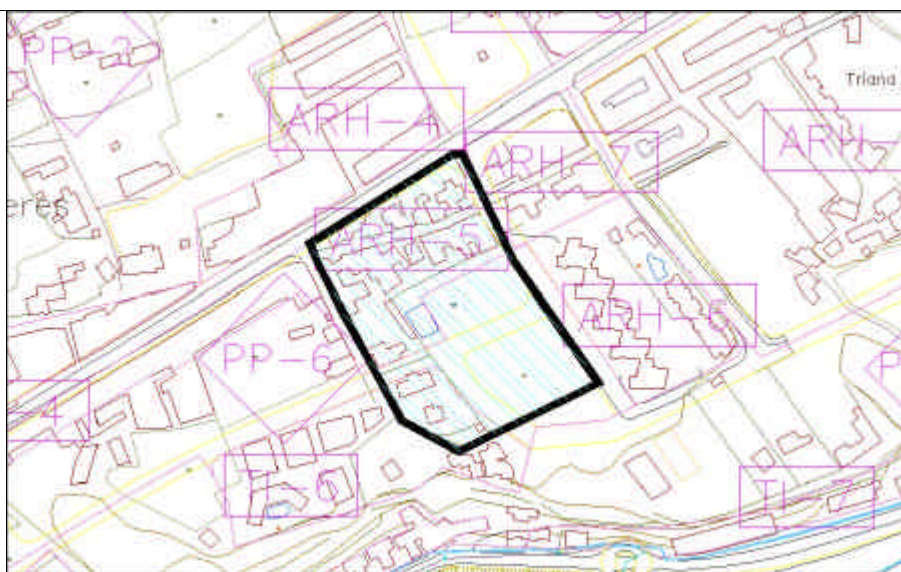 PP-3
Triana
ARH-4
ARH-7
ARH-
eres
ARH-5
ARH-6
PP-6
P
4
TI-6
TI-7